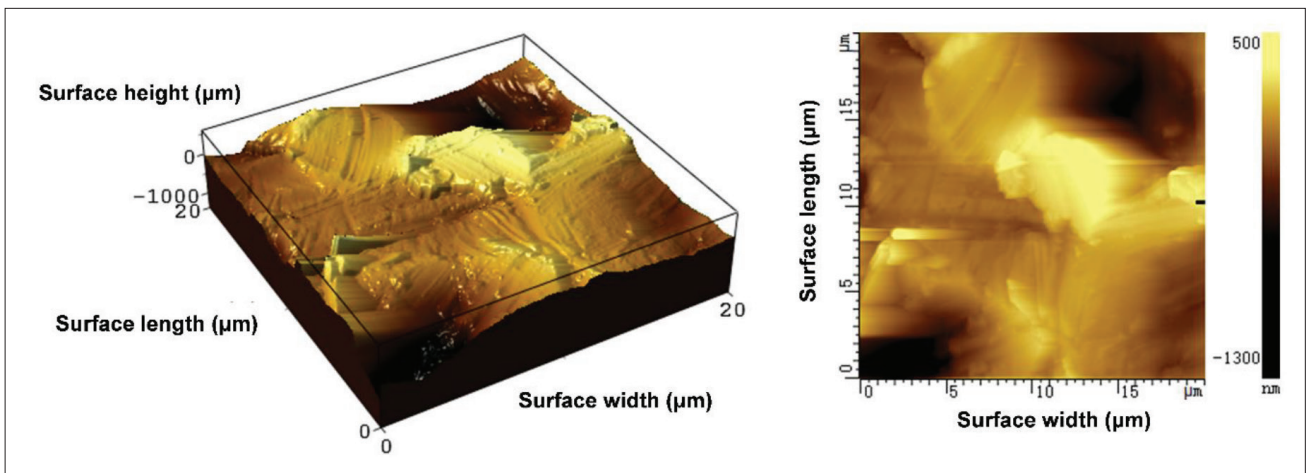 Surface height (µm)
0
−1000
20
Surface length (µm)
0
0
Surface width (µm)
20
µm
15
10
5
0
Surface length (µm)
0
5
10
15
µm
Surface width (µm)
500
−1300
nm